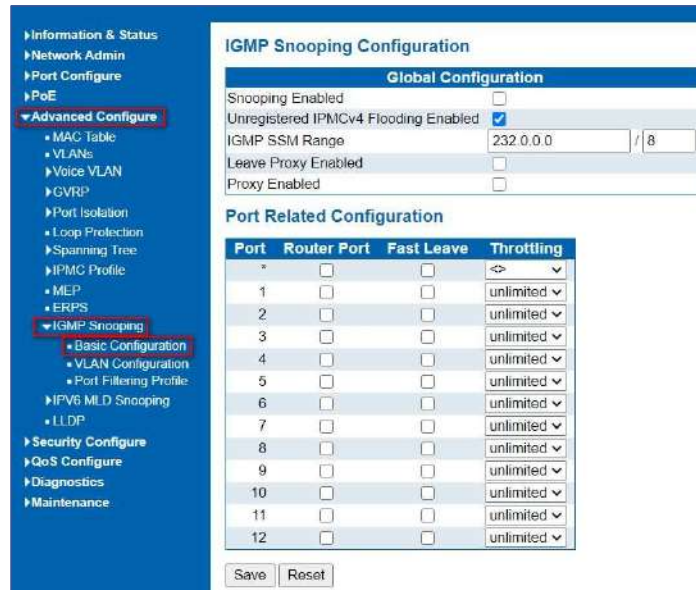 Information & Status
Network Admin
Port Configure
PoE
Advanced Configure
MAC Table
VLANs
Voice VLAN
GVRP
Port Isolation
Loop Protection
Spanning Tree
IPMC Profile
MEP
ERPS
IGMP Snooping
Basic Configuration
VLAN Configuration
Port Filtering Profile
IPV6 MLD Snooping
LLDP
Security Configure
QoS Configure
Diagnostics
Maintenance
IGMP Snooping Configuration
Global Configuration
Snooping Enabled
Unregistered IPMCv4 Flooding Enabled
IGMP SSM Range 232.0.0.0 / 8
Leave Proxy Enabled
Proxy Enabled
Port Related Configuration
Port Router Port Fast Leave Throttling
* <>
1 unlimited
2 unlimited
3 unlimited
4 unlimited
5 unlimited
6 unlimited
7 unlimited
8 unlimited
9 unlimited
10 unlimited
11 unlimited
12 unlimited
Save Reset